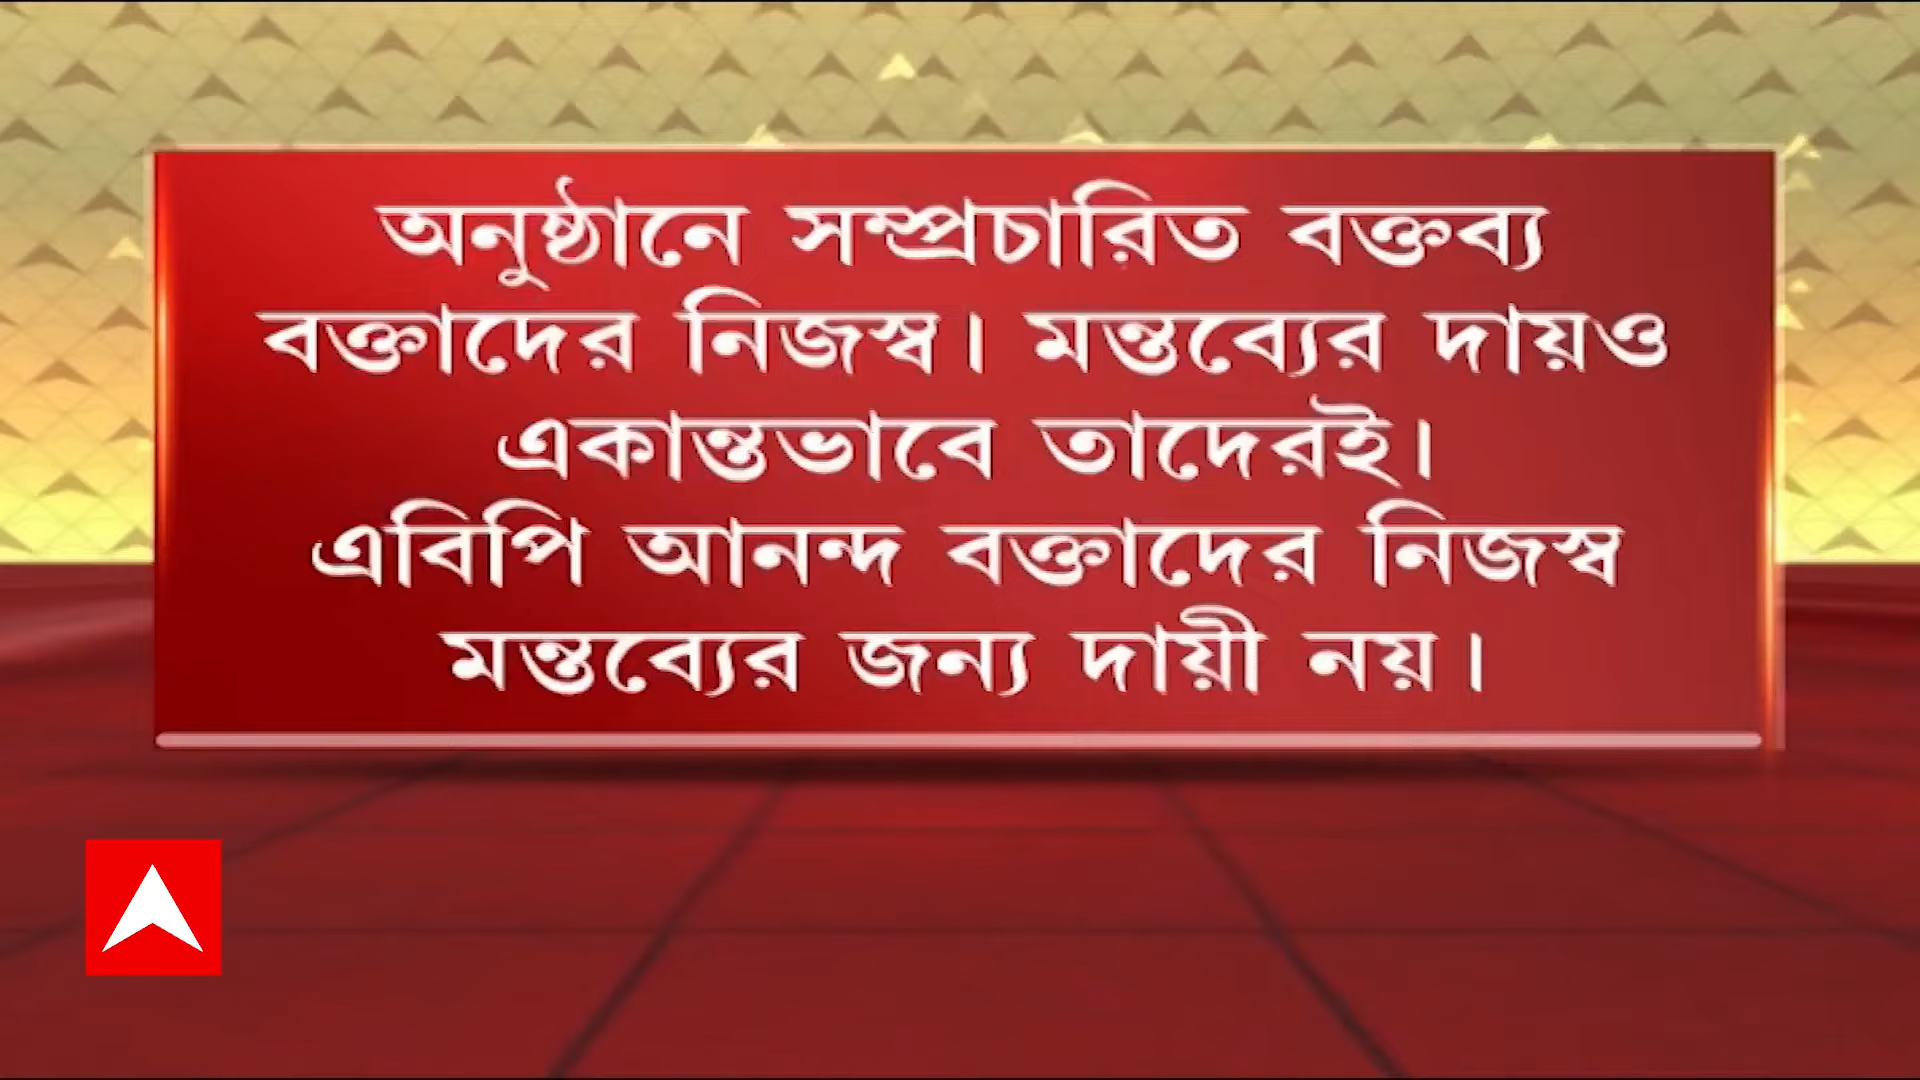 অনুষ্ঠানে সম্প্রচারিত বক্তব্য
বক্তাদের নিজস্ব। মন্তব্যের দায়ও
একান্তভাবে তাদেরই।
এবিপি আনন্দ বক্তাদের নিজস্ব
মন্তব্যের জন্য দায়ী নয়।